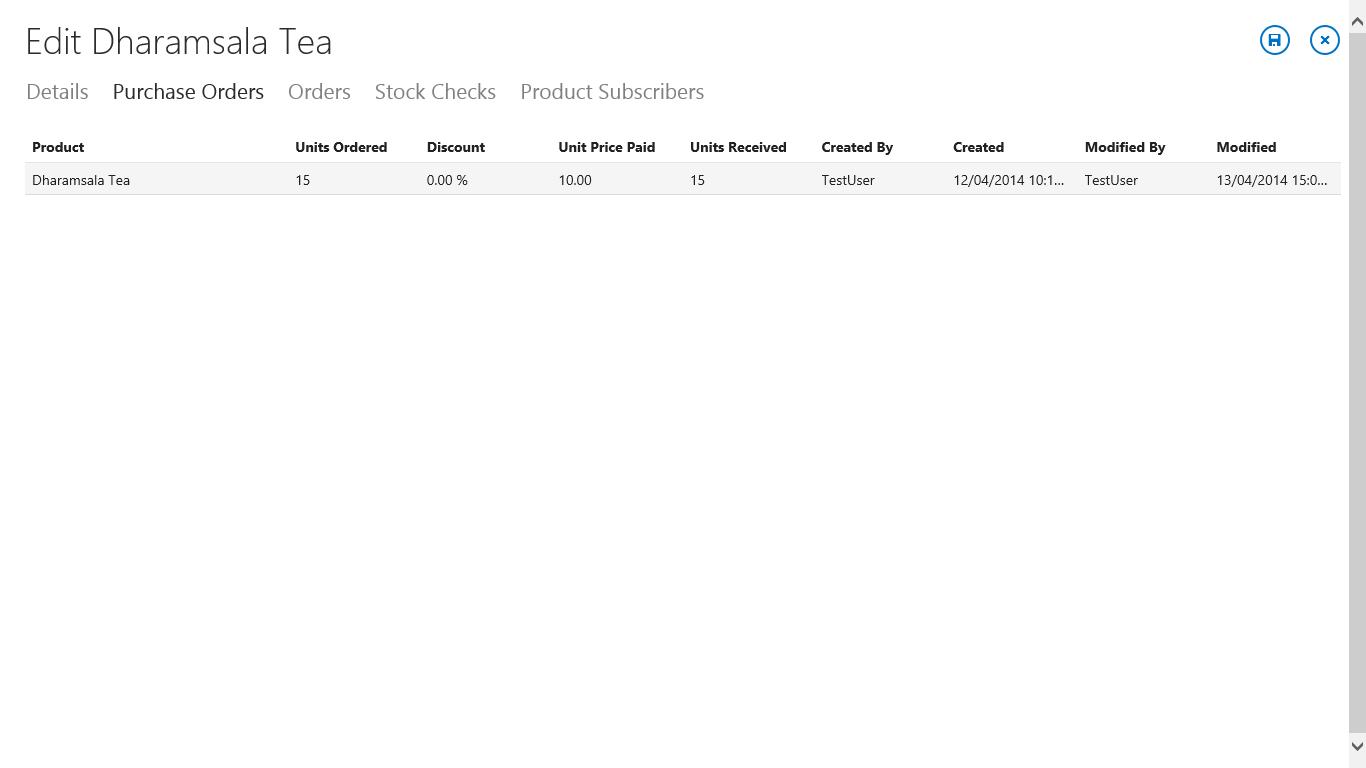 Edit Dharamsala Tea
Details Purchase Orders Orders Stock Checks Product Subscribers
Product Units Ordered Discount Unit Price Paid Units Received Created By Created Modified By Modified
Dharamsala Tea 15 0.00 % 10.00 15 TestUser 12/04/2014 10:1... TestUser 13/04/2014 15:0...